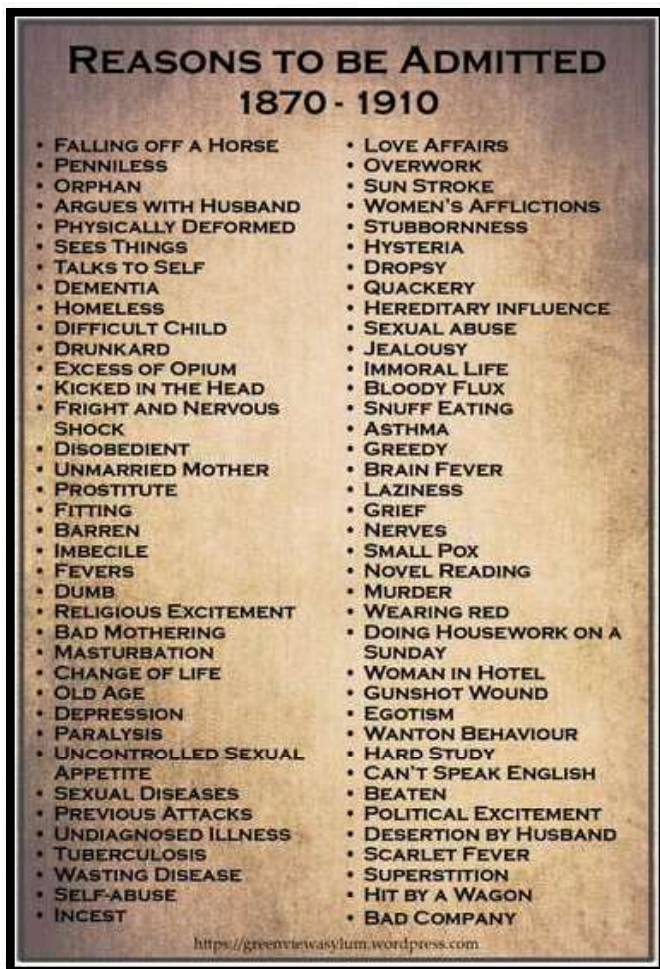 REASONS TO BE ADMITTED
1870 - 1910
• FALLING OFF A HORSE
• PENNILESS
• ORPHAN
• ARGUES WITH HUSBAND
• PHYSICALLY DEFORMED
• SEES THINGS
• TALKS TO SELF
• DEMENTIA
• HOMELESS
• DIFFICULT CHILD
• DRUNKARD
• EXCESS OF OPIUM
• KICKED IN THE HEAD
• FRIGHT AND NERVOUS
SHOCK
• DISOBEDIENT
• UNMARRIED MOTHER
• PROSTITUTE
• FITTING
• BARREN
• IMBECILE
• FEVERS
• DUMB
• RELIGIOUS EXCITEMENT
• BAD MOTHERING
• MASTURBATION
• CHANGE OF LIFE
• OLD AGE
• DEPRESSION
• PARALYSIS
• UNCONTROLLED SEXUAL
APPETITE
• SEXUAL DISEASES
• PREVIOUS ATTACKS
• UNDIAGNOSED ILLNESS
• TUBERCULOSIS
• WASTING DISEASE
• SELF-ABUSE
• INCEST
• LOVE AFFAIRS
• OVERWORK
• SUN STROKE
• WOMEN'S AFFLICTIONS
• STUBBORNNESS
• HYSTERIA
• DROPSY
• QUACKERY
• HEREDITARY INFLUENCE
• SEXUAL ABUSE
• JEALOUSY
• IMMORAL LIFE
• BLOODY FLUX
• SNUFF EATING
• ASTHMA
• GREEDY
• BRAIN FEVER
• LAZINESS
• GRIEF
• NERVES
• SMALL POX
• NOVEL READING
• MURDER
• WEARING RED
• DOING HOUSEWORK ON A
SUNDAY
• WOMAN IN HOTEL
• GUNSHOT WOUND
• EGOTISM
• WANTON BEHAVIOUR
• HARD STUDY
• CAN'T SPEAK ENGLISH
• BEATEN
• POLITICAL EXCITEMENT
• DESERTION BY HUSBAND
• SCARLET FEVER
• SUPERSTITION
• HIT BY A WAGON
• BAD COMPANY
https://greenviewasylum.wordpress.com